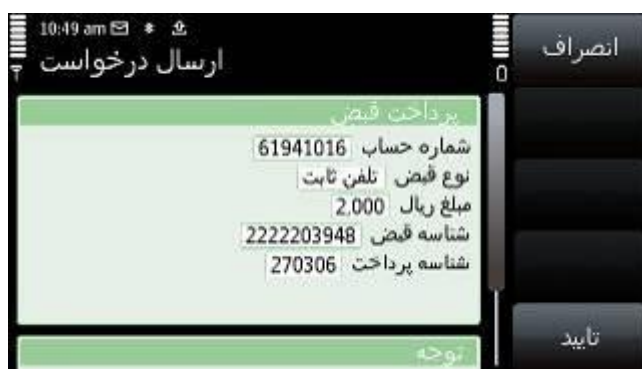 10:49 am
ارسال درخواست
انصراف
پرداخت قبض
شماره حساب 61941016
نوع قبض تلفن ثابت
مبلغ ریال 2,000
شناسه قبض 2222203948
شناسه پرداخت 270306
توجه
تایید